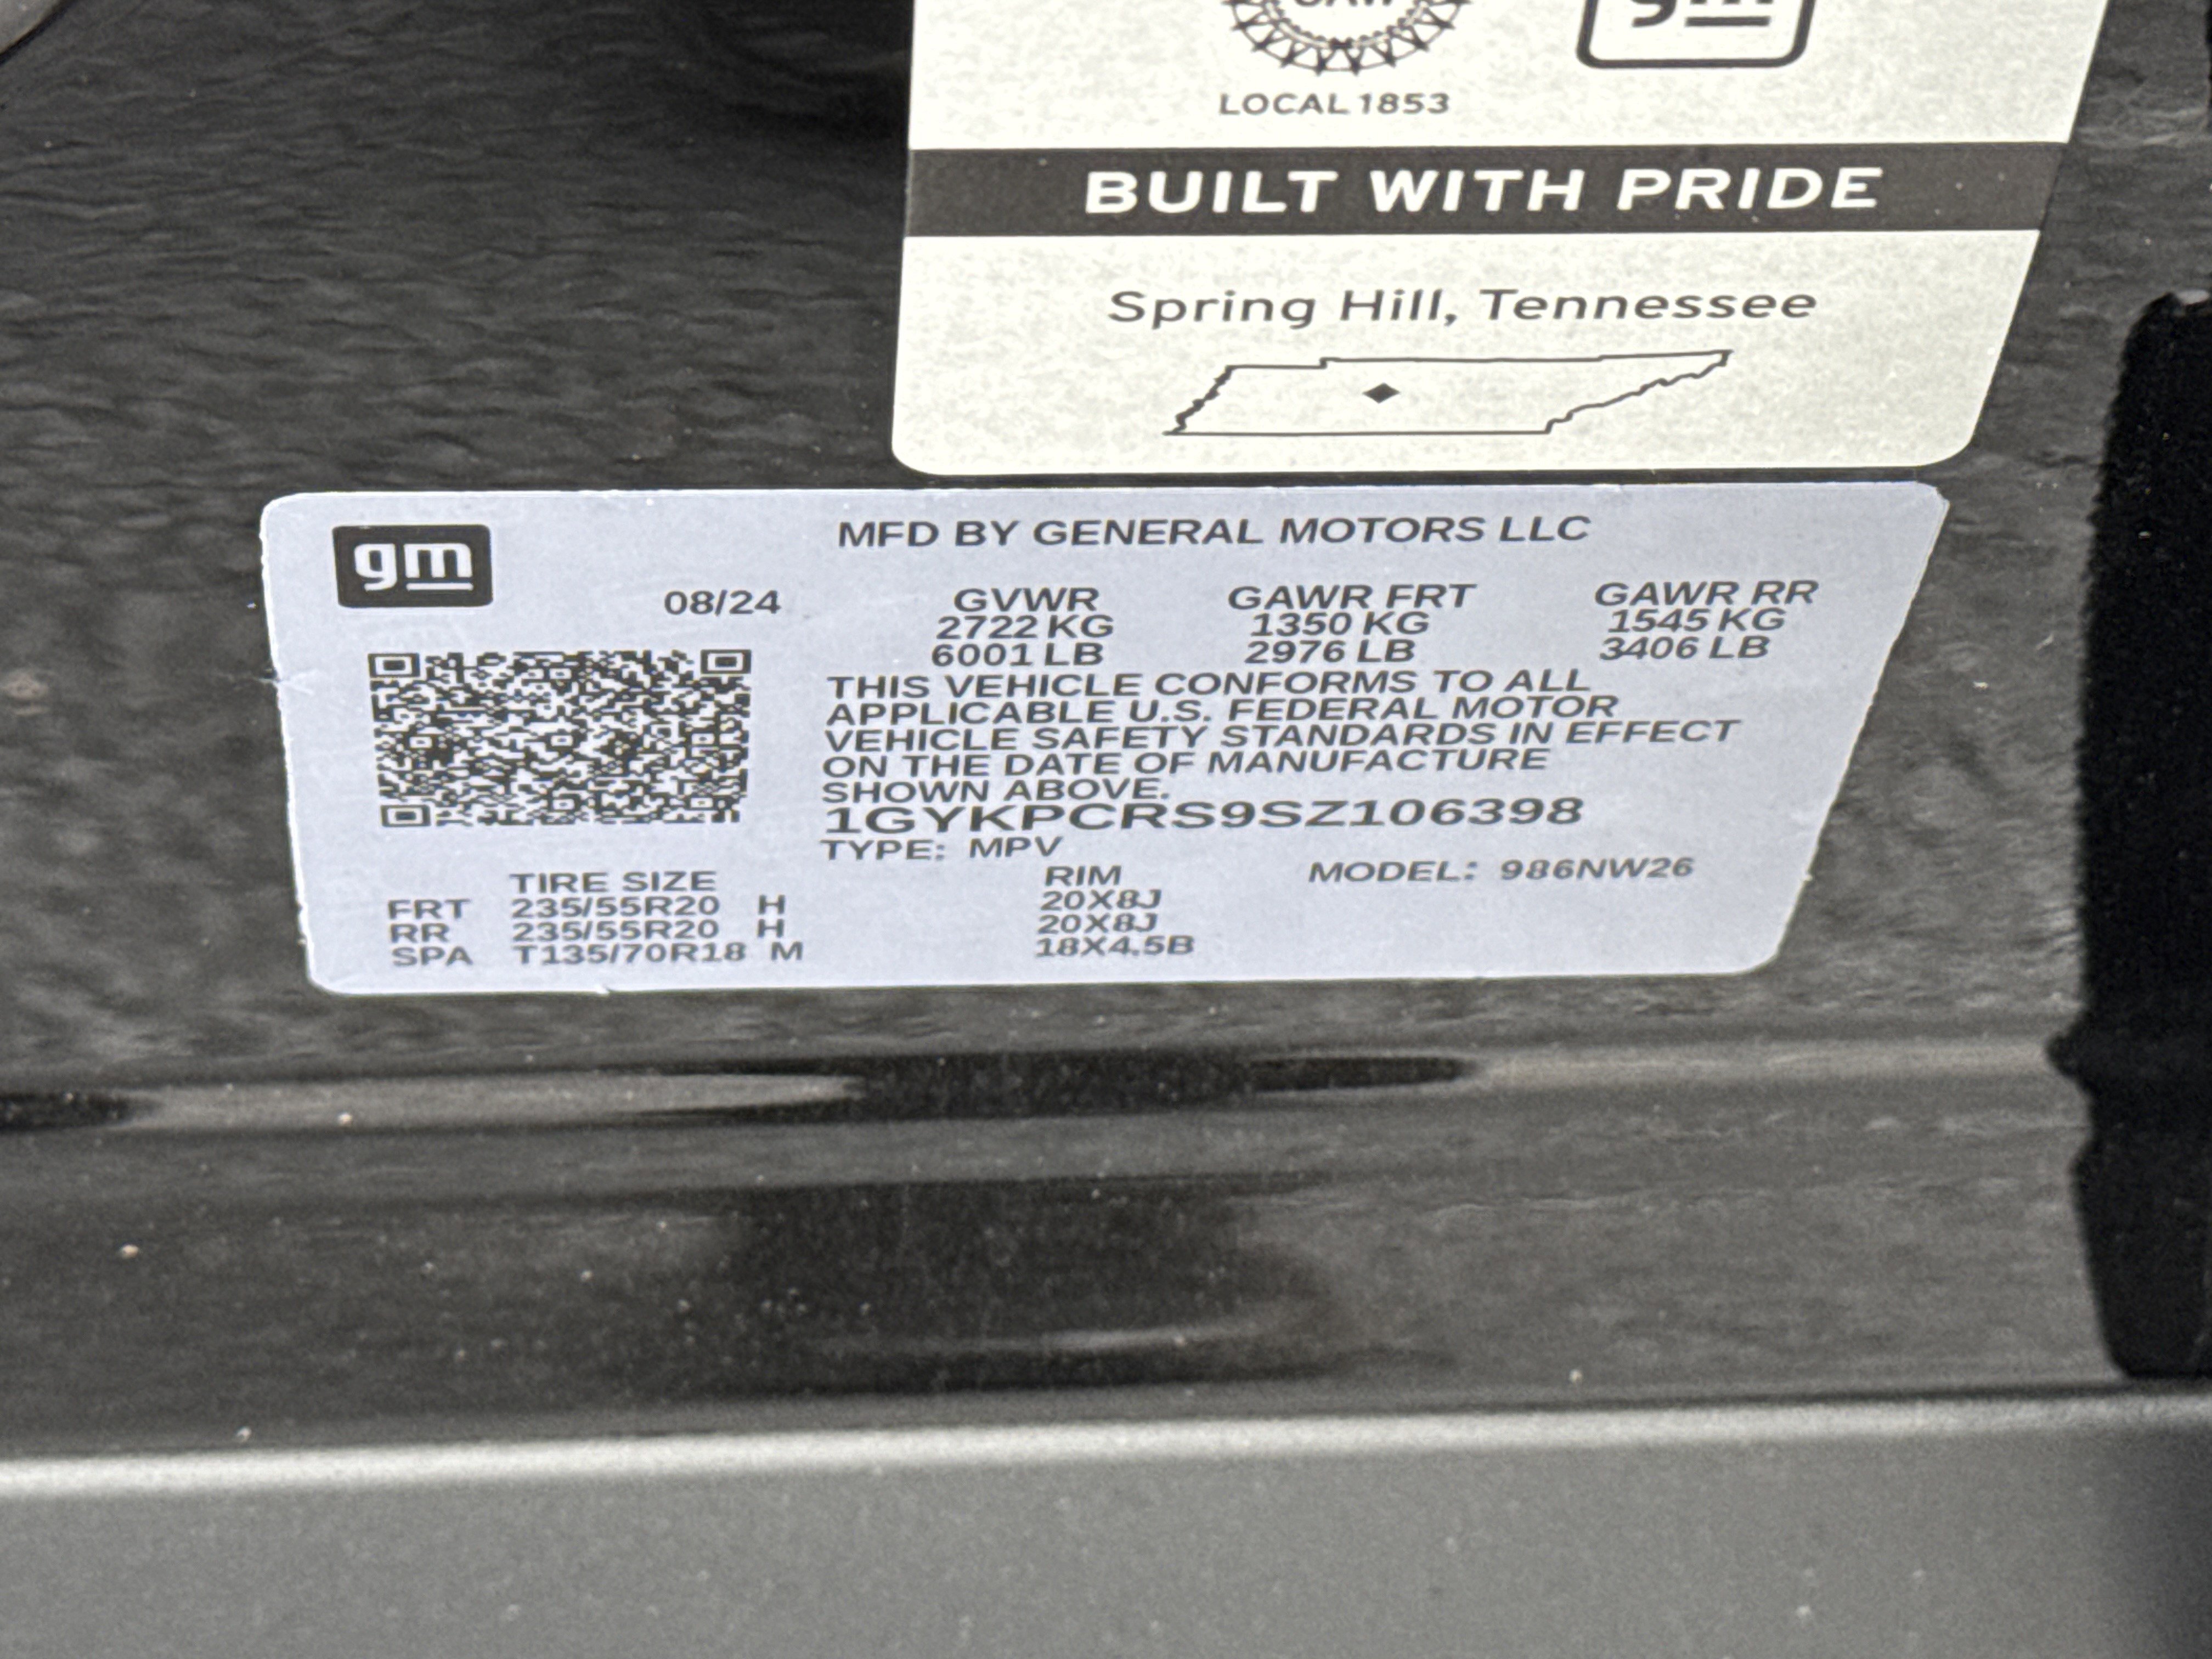 LOCAL 1853
BUILT WITH PRIDE
Spring Hill, Tennessee
gm
MFD BY GENERAL MOTORS LLC
08/24 GVWR GAWR FRT GAWR RR
2722 KG 1350 KG 1545 KG
6001 LB 2976 LB 3406 LB
THIS VEHICLE CONFORMS TO ALL
APPLICABLE U.S. FEDERAL MOTOR
VEHICLE SAFETY STANDARDS IN EFFECT
ON THE DATE OF MANUFACTURE
SHOWN ABOVE.
1GYKPCRS9SZ106398
TYPE: MPV
TIRE SIZE RIM MODEL: 986NW26
FRT 235/55R20 H 20X8J
RR 235/55R20 H 20X8J
SPA T135/70R18 M 18X4.5B